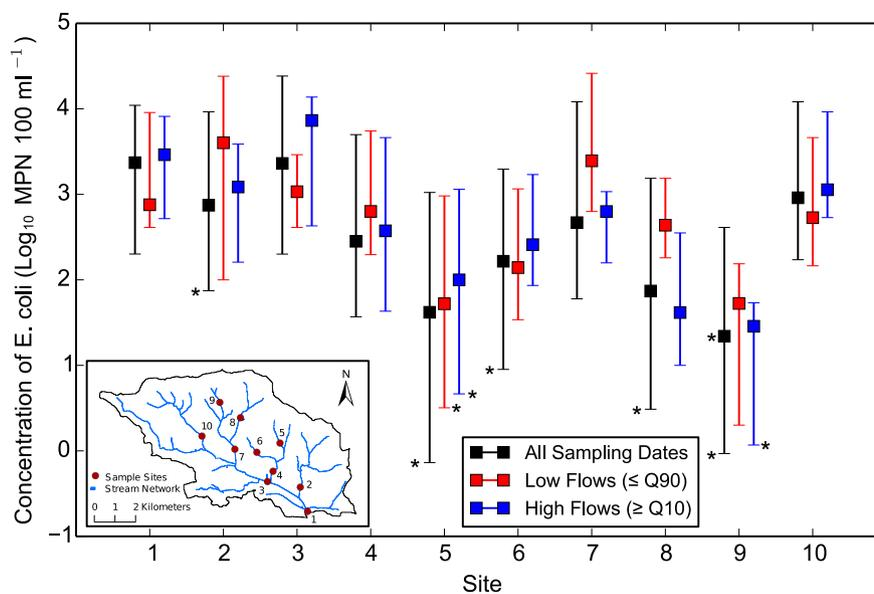 Concentration of E. coli (Log₁₀ MPN 100 ml ⁻¹)
5
4
3
2
1
0
−1
*
*
*
*
*
*
*
*
*
*
N
9
8
10
5
6
7
4
3
2
1
Sample Sites
Stream Network
0 1 2 Kilometers
All Sampling Dates
Low Flows (≤ Q90)
High Flows (≥ Q10)
1 2 3 4 5 6 7 8 9 10
Site